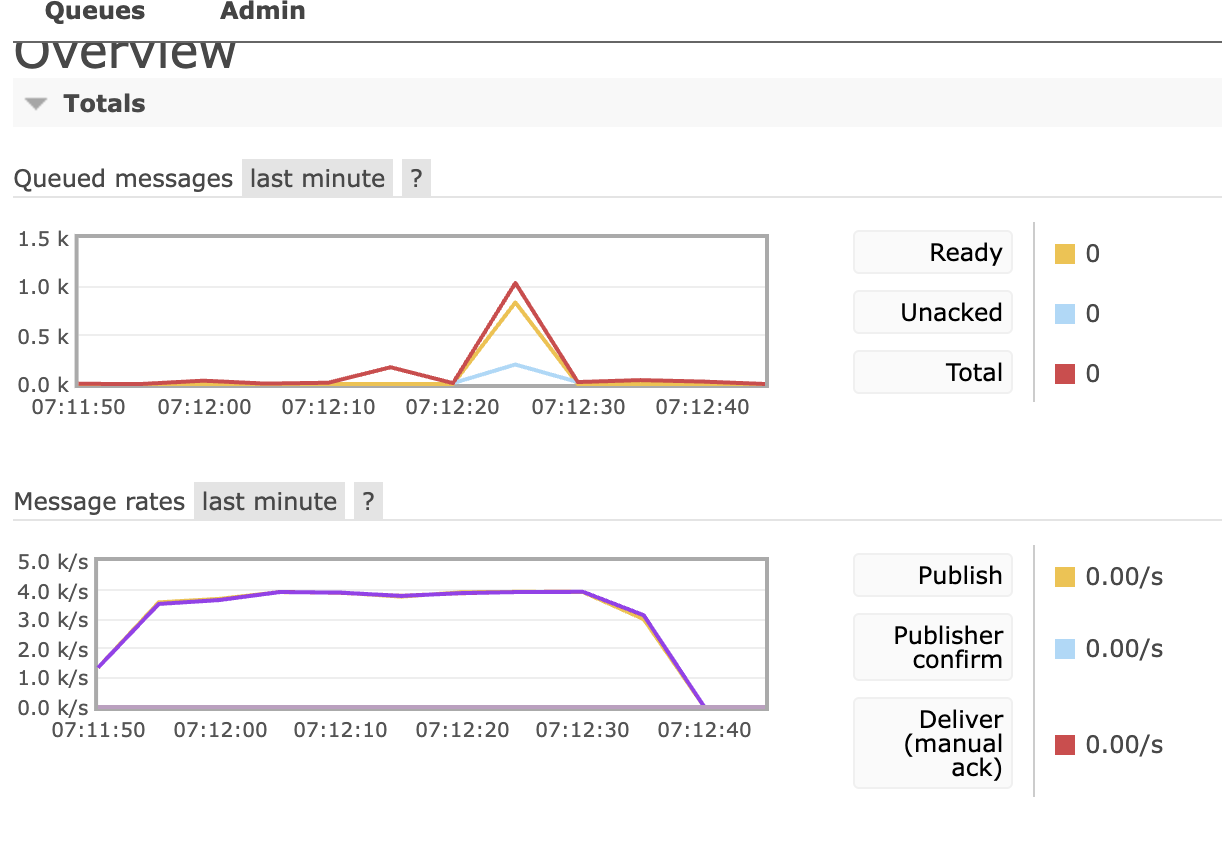 Queues Admin
Overview
Totals
Queued messages last minute ?
1.5 k
1.0 k
0.5 k
0.0 k
07:11:50 07:12:00 07:12:10 07:12:20 07:12:30 07:12:40
Ready 0
Unacked 0
Total 0
Message rates last minute ?
5.0 k/s
4.0 k/s
3.0 k/s
2.0 k/s
1.0 k/s
0.0 k/s
07:11:50 07:12:00 07:12:10 07:12:20 07:12:30 07:12:40
Publish 0.00/s
Publisher
confirm 0.00/s
Deliver
(manual 0.00/s
ack)